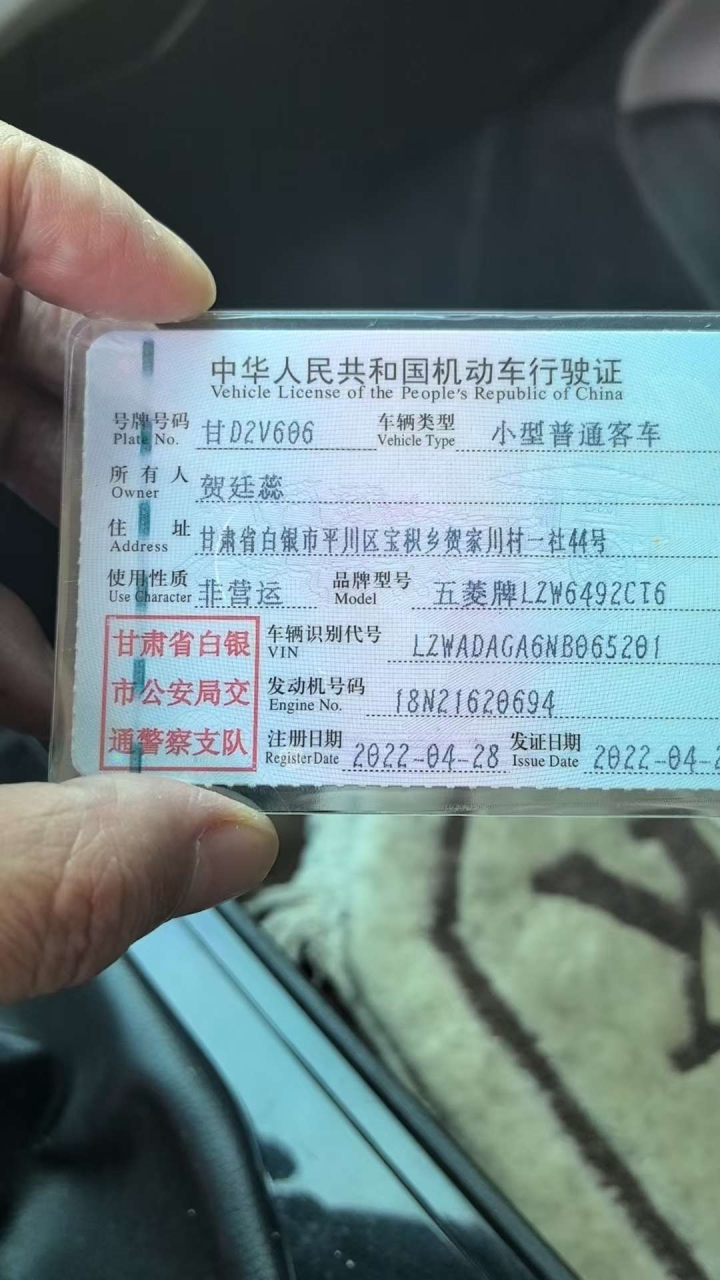 中华人民共和国机动车行驶证
Vehicle License of the People's Republic of China
号牌号码 甘D2V606 车辆类型 小型普通客车
Plate No. Vehicle Type
所有人 贺廷蕊
Owner
住址 甘肃省白银市平川区宝积乡贺家川村一社44号
Address
使用性质 非营运 品牌型号 五菱牌LZW6492CT6
Use Character Model
甘肃省白银
市公安局交
通警察支队
车辆识别代号 LZWADAGA6NB065201
VIN
发动机号码 18N21620694
Engine No.
注册日期 2022-04-28 发证日期 2022-04-2
Register Date Issue Date